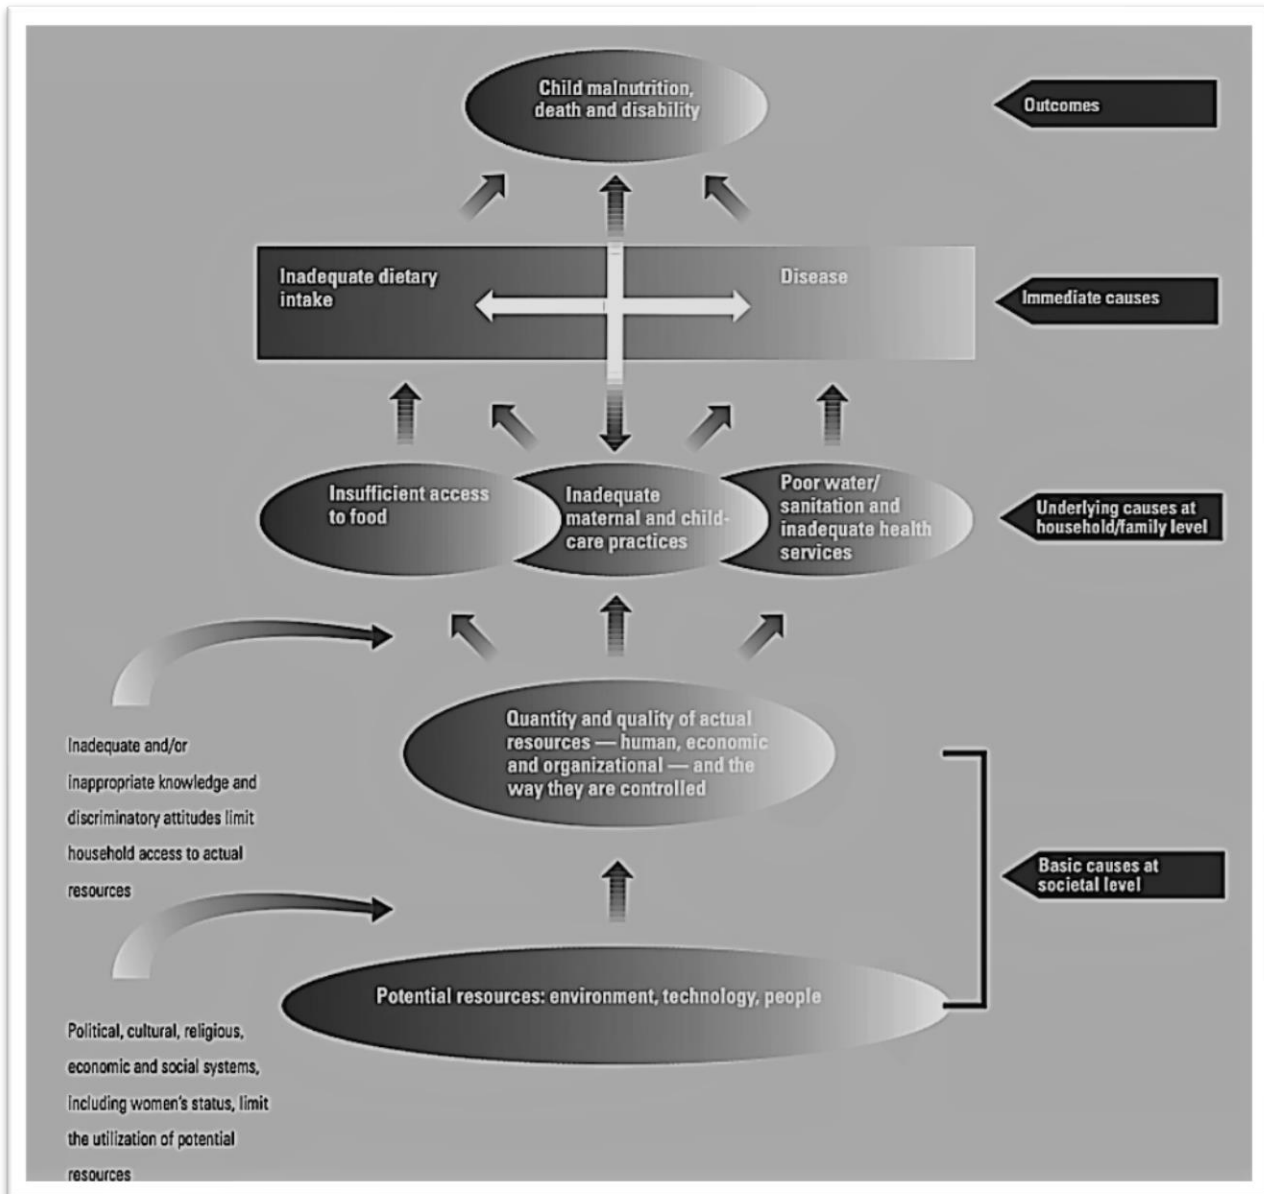 Child malnutrition,
death and disability
Outcomes
Inadequate dietary
intake
Disease
Immediate causes
Insufficient access
to food
Inadequate
maternal and child-
care practices
Poor water/
sanitation and
inadequate health
services
Underlying causes at
household/family level
Quantity and quality of actual
resources — human, economic
and organizational — and the
way they are controlled
Inadequate and/or
inappropriate knowledge and
discriminatory attitudes limit
household access to actual
resources
Basic causes at
societal level
Potential resources: environment, technology, people
Political, cultural, religious,
economic and social systems,
including women's status, limit
the utilization of potential
resources